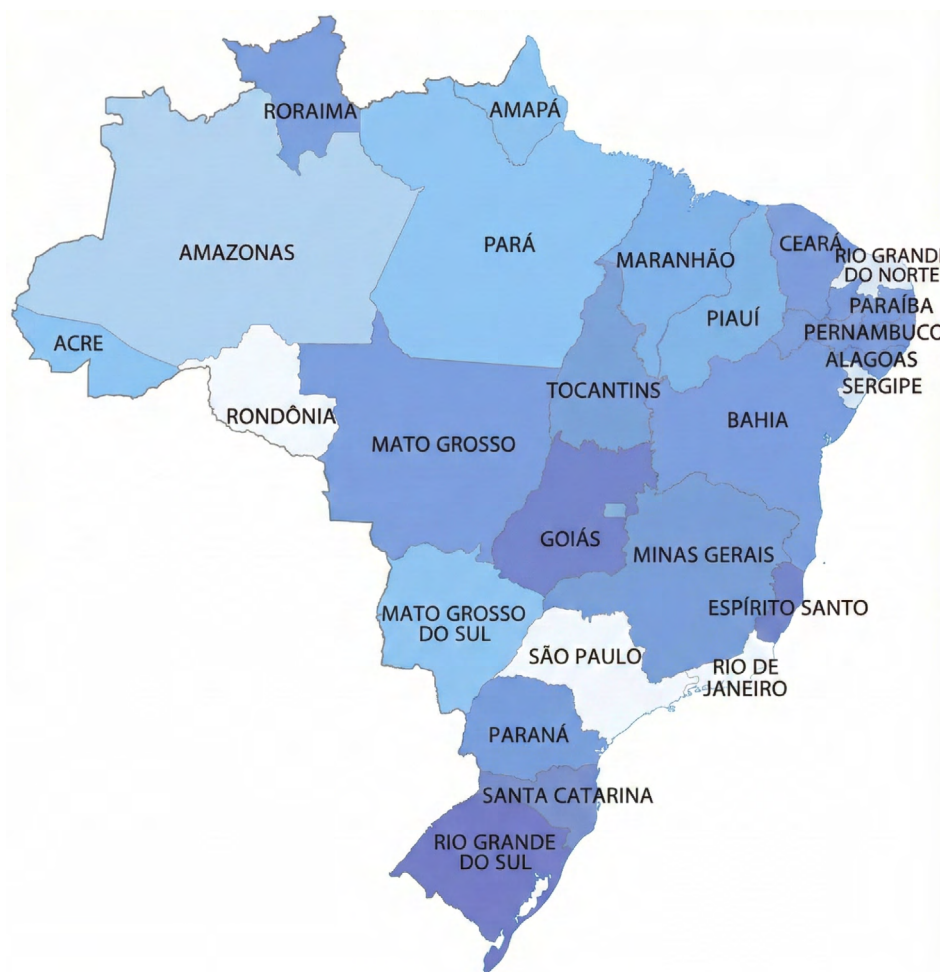 RORAIMA
AMAPÁ
AMAZONAS
PARÁ
MARANHÃO
CEARÁ
RIO GRANDE
DO NORTE
PIAUÍ
PARAÍBA
PERNAMBUCO
ACRE
ALAGOAS
SERGIPE
TOCANTINS
RONDÔNIA
BAHIA
MATO GROSSO
GOIÁS
MINAS GERAIS
ESPÍRITO SANTO
MATO GROSSO
DO SUL
SÃO PAULO
RIO DE
JANEIRO
PARANÁ
SANTA CATARINA
RIO GRANDE
DO SUL